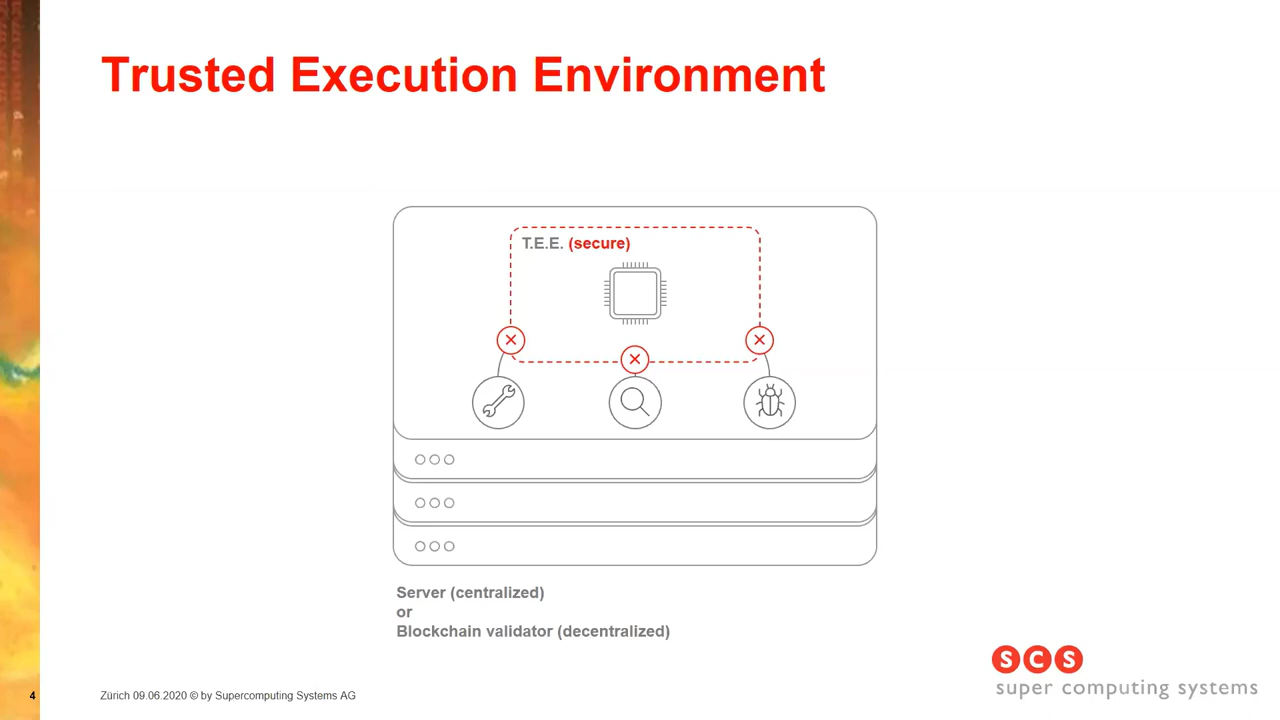 Trusted Execution Environment
T.E.E. (secure)
Server (centralized)
or
Blockchain validator (decentralized)
4
Zürich 09.06.2020 © by Supercomputing Systems AG
SCS
super computing systems